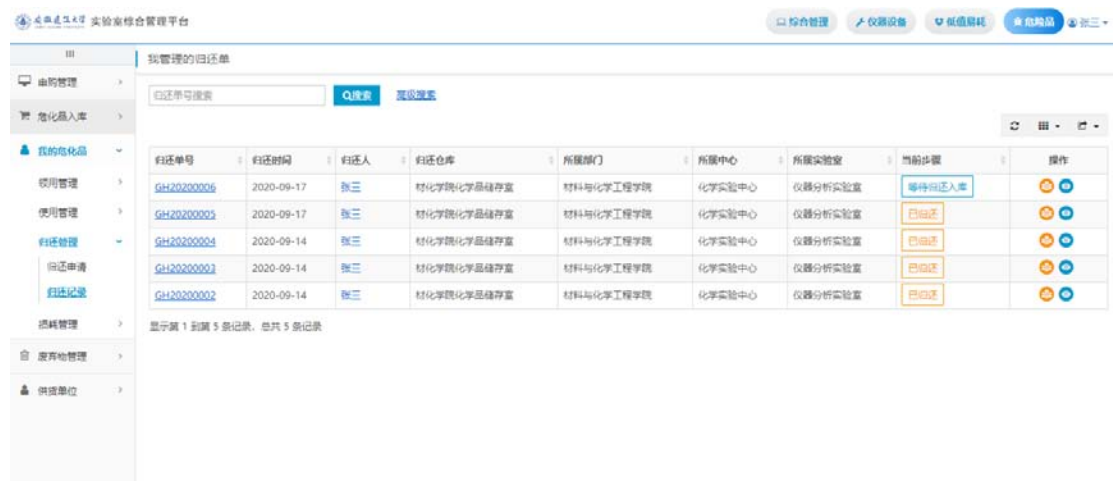 安徽建筑大学 实验室综合管理平台
综合管理 仪器设备 低值易耗 危险品 张三
我管理的归还单
申购管理
危化品入库
我的危化品
领用管理
使用管理
归还管理
归还申请
归还记录
损耗管理
废弃物管理
供货单位
归还单号搜索 搜索 高级搜索
归还单号 归还时间 归还人 归还仓库 所属部门 所属中心 所属实验室 当前步骤 操作
GH20200006 2020-09-17 张三 材化学院化学品储存室 材料与化学工程学院 化学实验中心 仪器分析实验室 等待归还入库
GH20200005 2020-09-17 张三 材化学院化学品储存室 材料与化学工程学院 化学实验中心 仪器分析实验室 已归还
GH20200004 2020-09-14 张三 材化学院化学品储存室 材料与化学工程学院 化学实验中心 仪器分析实验室 已归还
GH20200003 2020-09-14 张三 材化学院化学品储存室 材料与化学工程学院 化学实验中心 仪器分析实验室 已归还
GH20200002 2020-09-14 张三 材化学院化学品储存室 材料与化学工程学院 化学实验中心 仪器分析实验室 已归还
显示第 1 到第 5 条记录，总共 5 条记录